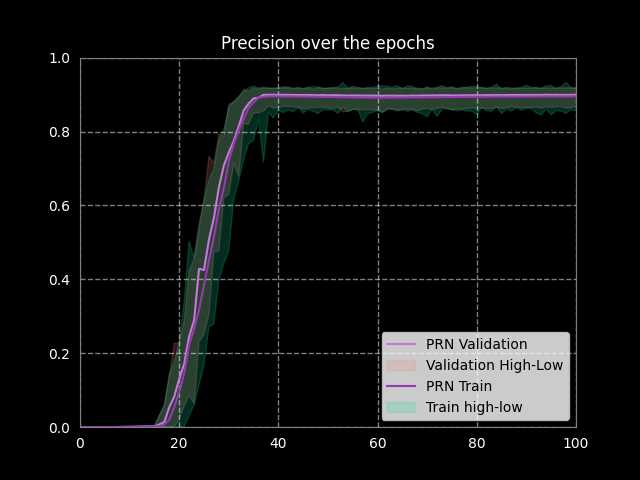 Precision over the epochs
1.0
0.8
0.6
0.4
0.2
0.0
0 20 40 60 80 100
PRN Validation
Validation High-Low
PRN Train
Train high-low